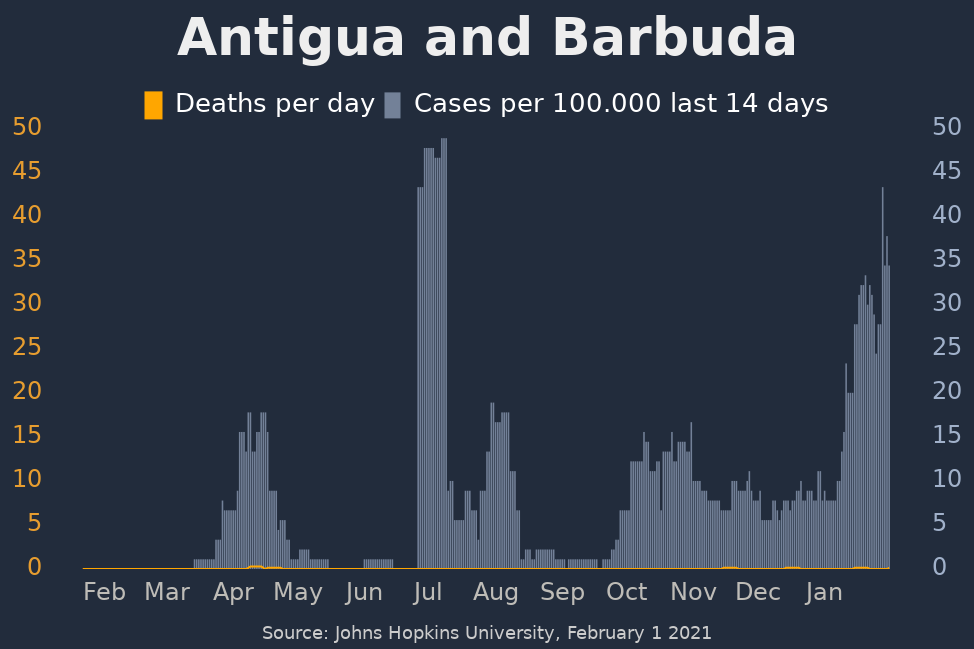 Antigua and Barbuda
Deaths per day Cases per 100.000 last 14 days
50 50
45 45
40 40
35 35
30 30
25 25
20 20
15 15
10 10
5 5
0 0
Feb Mar Apr May Jun Jul Aug Sep Oct Nov Dec Jan
Source: Johns Hopkins University, February 1 2021